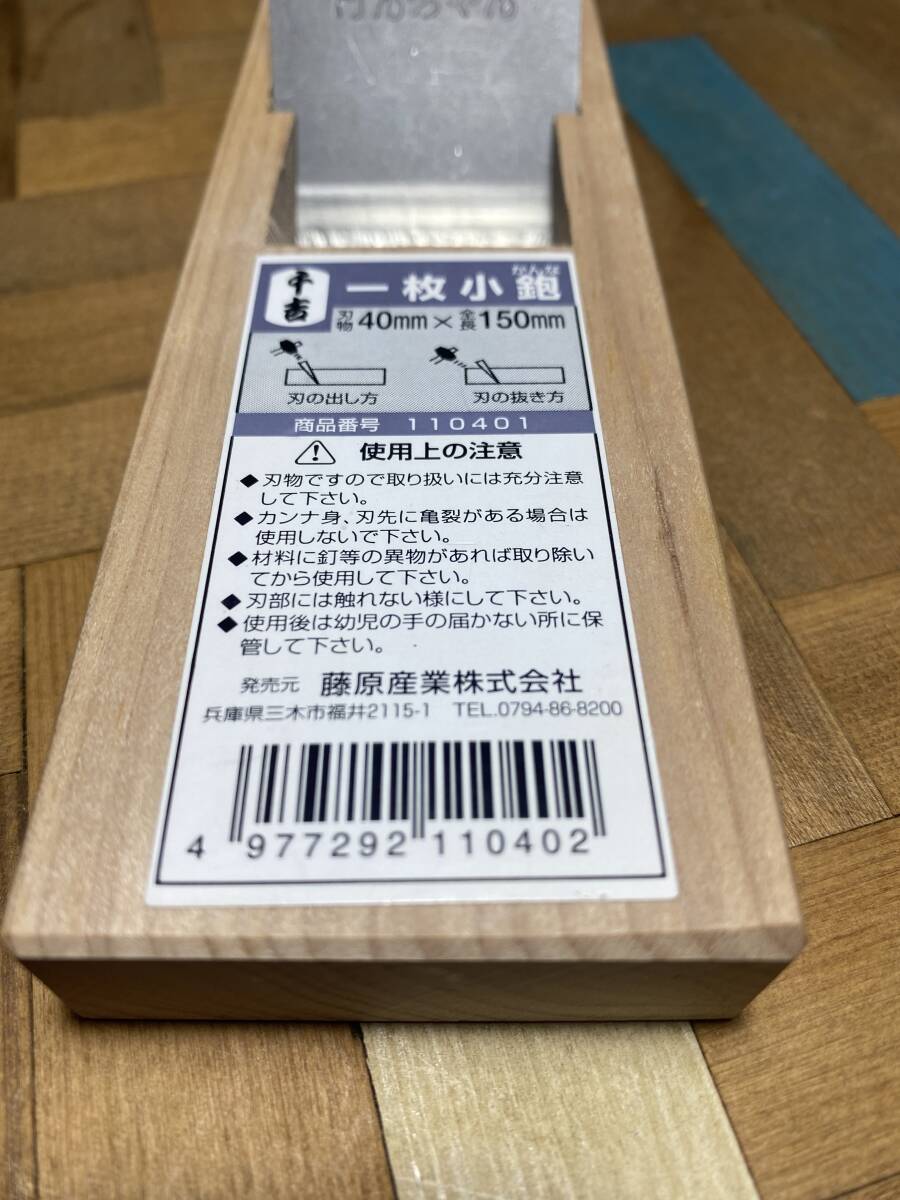 けんちゃん
千吉
一枚小鉋
かんな
刃物40mm×全長150mm
刃の出し方
刃の抜き方
商品番号 110401
使用上の注意
◆刃物ですので取り扱いには充分注意
して下さい。
◆カンナ身、刃先に亀裂がある場合は
使用しないで下さい。
◆材料に釘等の異物があれば取り除い
てから使用して下さい。
◆刃部には触れない様にして下さい。
◆使用後は幼児の手の届かない所に保
管して下さい。
発売元 藤原産業株式会社
兵庫県三木市福井2115-1 TEL.0794-86-8200
4 977292 110402